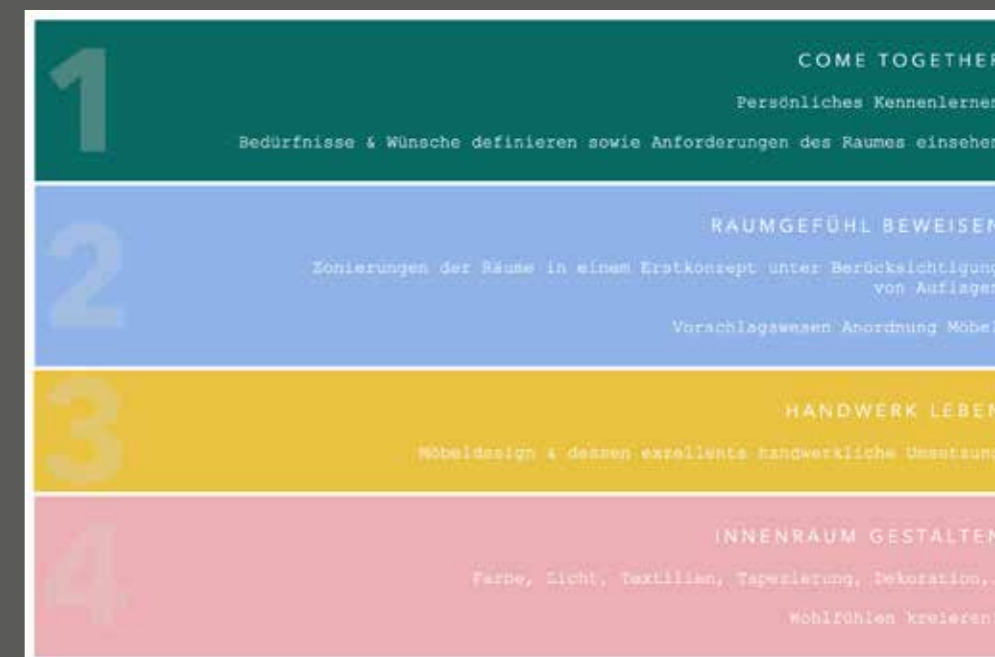 1
COME TOGETHER
Persönliches Kennenlernen
Bedürfnisse & Wünsche definieren sowie Anforderungen des Raumes einsehen
2
RAUMGEFÜHL BEWEISEN
Zonierungen der Räume in einem Erstkonzept unter Berücksichtigung
von Auflagen
Vorschlagswesen Anordnung Möbel
3
HANDWERK LEBEN
Möbeldesign & dessen exzellente handwerkliche Umsetzung
4
INNENRAUM GESTALTEN
Farbe, Licht, Textilien, Tapezierung, Dekoration,..
Wohlfühlen kreieren!